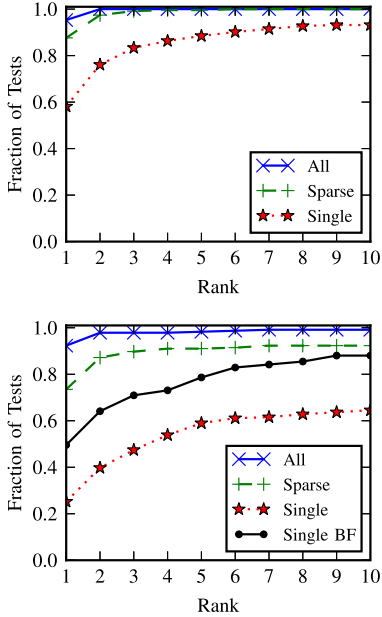 1.0
0.8
0.6
0.4
0.2
0.0
Fraction of Tests
All
Sparse
Single
1 2 3 4 5 6 7 8 9 10
Rank
1.0
0.8
0.6
0.4
0.2
0.0
Fraction of Tests
All
Sparse
Single
Single BF
1 2 3 4 5 6 7 8 9 10
Rank